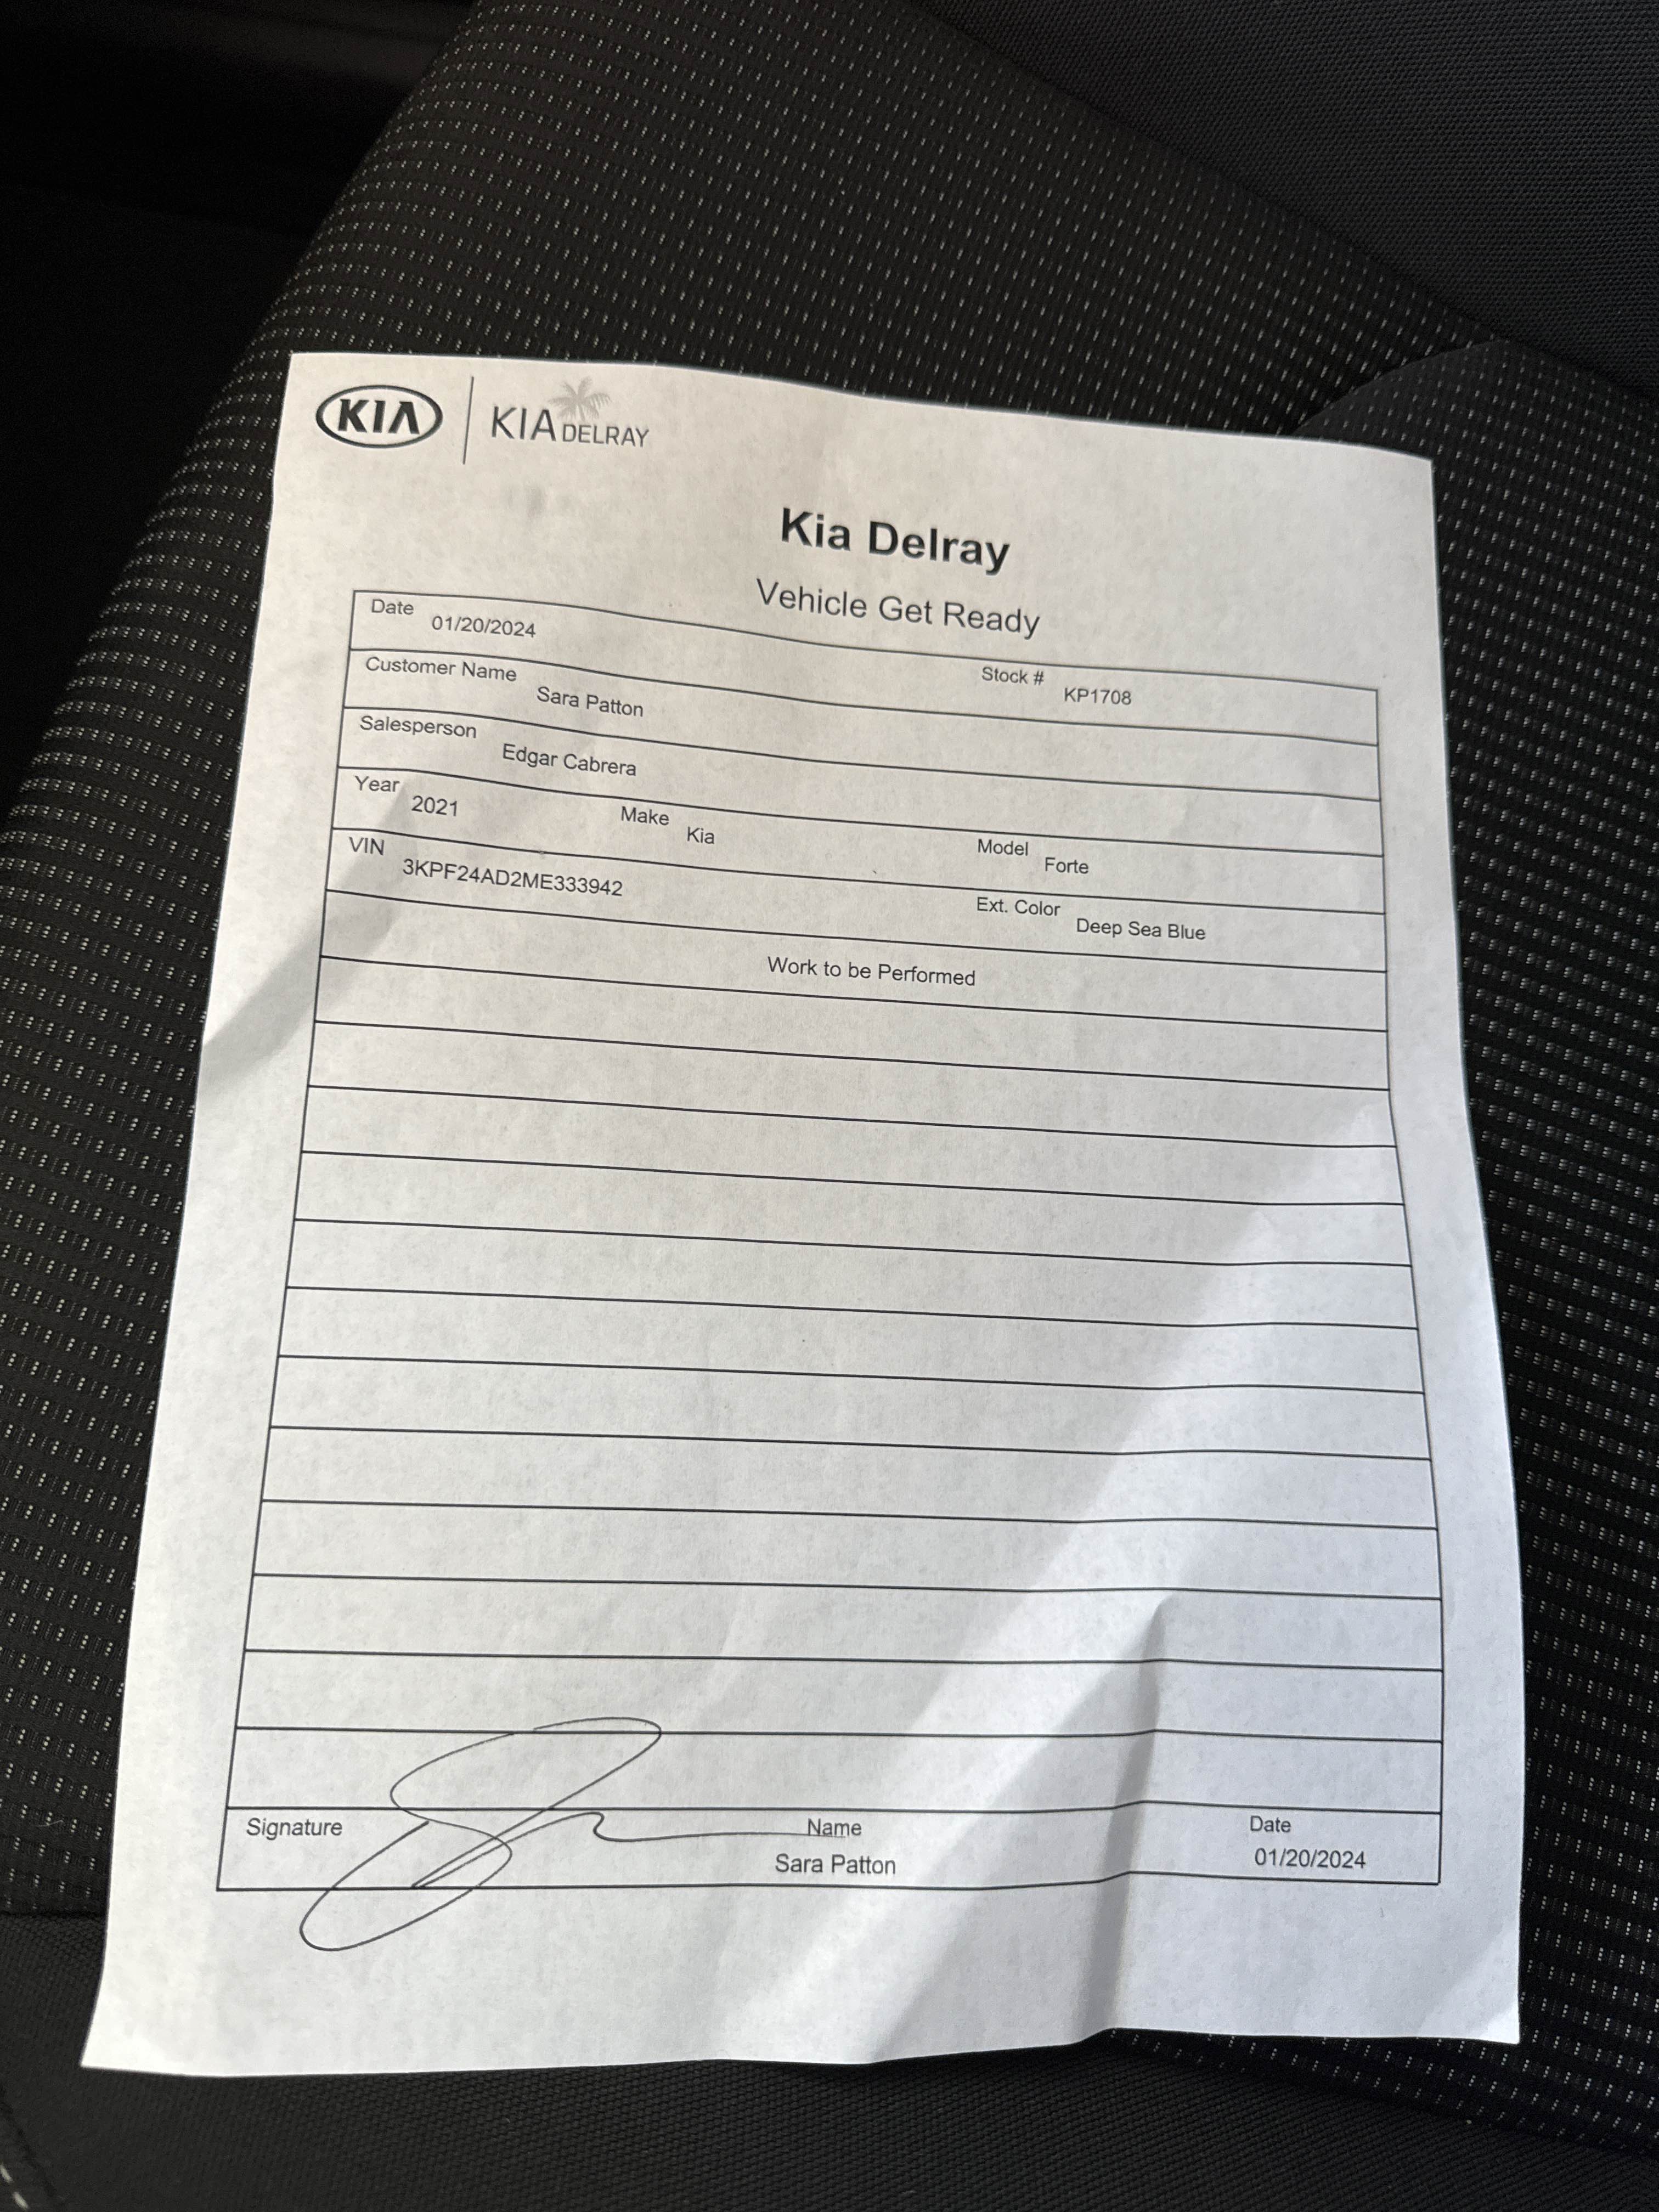 KIA KIA DELRAY
Kia Delray
Vehicle Get Ready
Date 01/20/2024 Stock # KP1708
Customer Name Sara Patton
Salesperson Edgar Cabrera
Year 2021 Make Kia Model Forte
VIN 3KPF24AD2ME333942 Ext. Color Deep Sea Blue
Work to be Performed
Signature Name Date
Sara Patton 01/20/2024